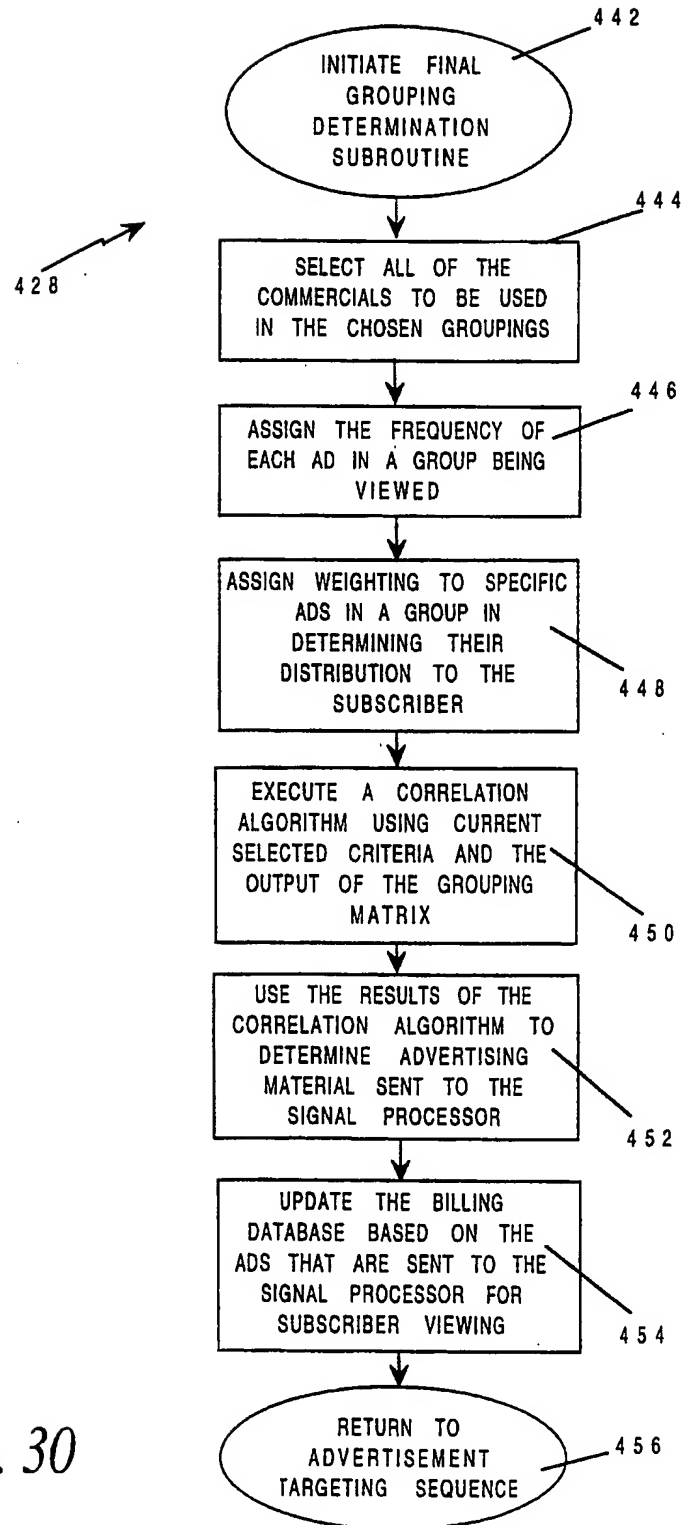 442
INITIATE FINAL
GROUPING
DETERMINATION
SUBROUTINE
428
444
SELECT ALL OF THE
COMMERCIALS TO BE USED
IN THE CHOSEN GROUPINGS
446
ASSIGN THE FREQUENCY OF
EACH AD IN A GROUP BEING
VIEWED
ASSIGN WEIGHTING TO SPECIFIC
ADS IN A GROUP IN
DETERMINING THEIR
DISTRIBUTION TO THE
SUBSCRIBER
448
EXECUTE A CORRELATION
ALGORITHM USING CURRENT
SELECTED CRITERIA AND THE
OUTPUT OF THE GROUPING
MATRIX
450
USE THE RESULTS OF THE
CORRELATION ALGORITHM TO
DETERMINE ADVERTISING
MATERIAL SENT TO THE
SIGNAL PROCESSOR
452
UPDATE THE BILLING
DATABASE BASED ON THE
ADS THAT ARE SENT TO THE
SIGNAL PROCESSOR FOR
SUBSCRIBER VIEWING
454
RETURN TO
ADVERTISEMENT
TARGETING SEQUENCE
456
. 30